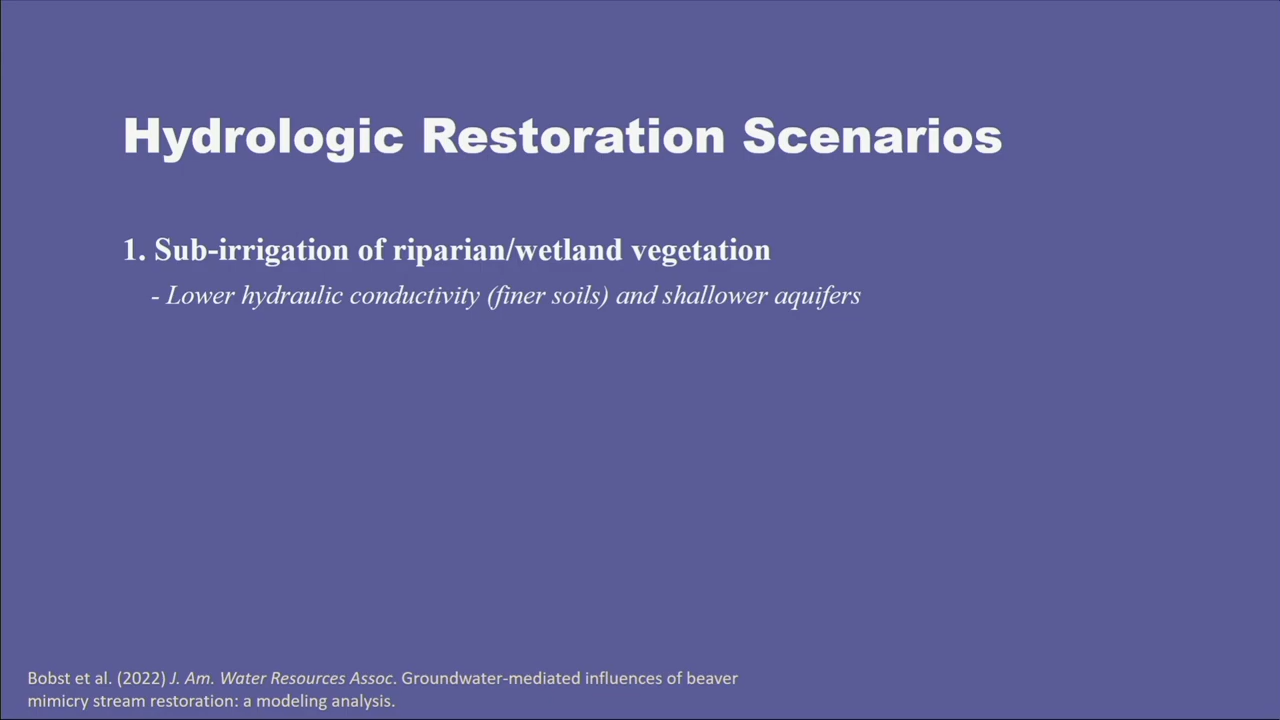 Hydrologic Restoration Scenarios
1. Sub-irrigation of riparian/wetland vegetation
- Lower hydraulic conductivity (finer soils) and shallower aquifers
Bobst et al. (2022) J. Am. Water Resources Assoc. Groundwater-mediated influences of beaver
mimicry stream restoration: a modeling analysis.